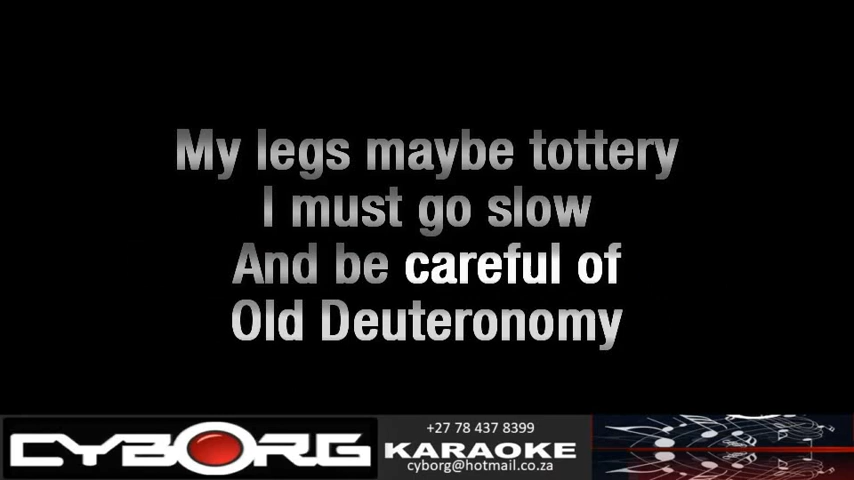 My legs maybe tottery
I must go slow
And be careful of
Old Deuteronomy
CYBORG
+27 78 437 8399
KARAOKE
cyborg@hotmail.co.za